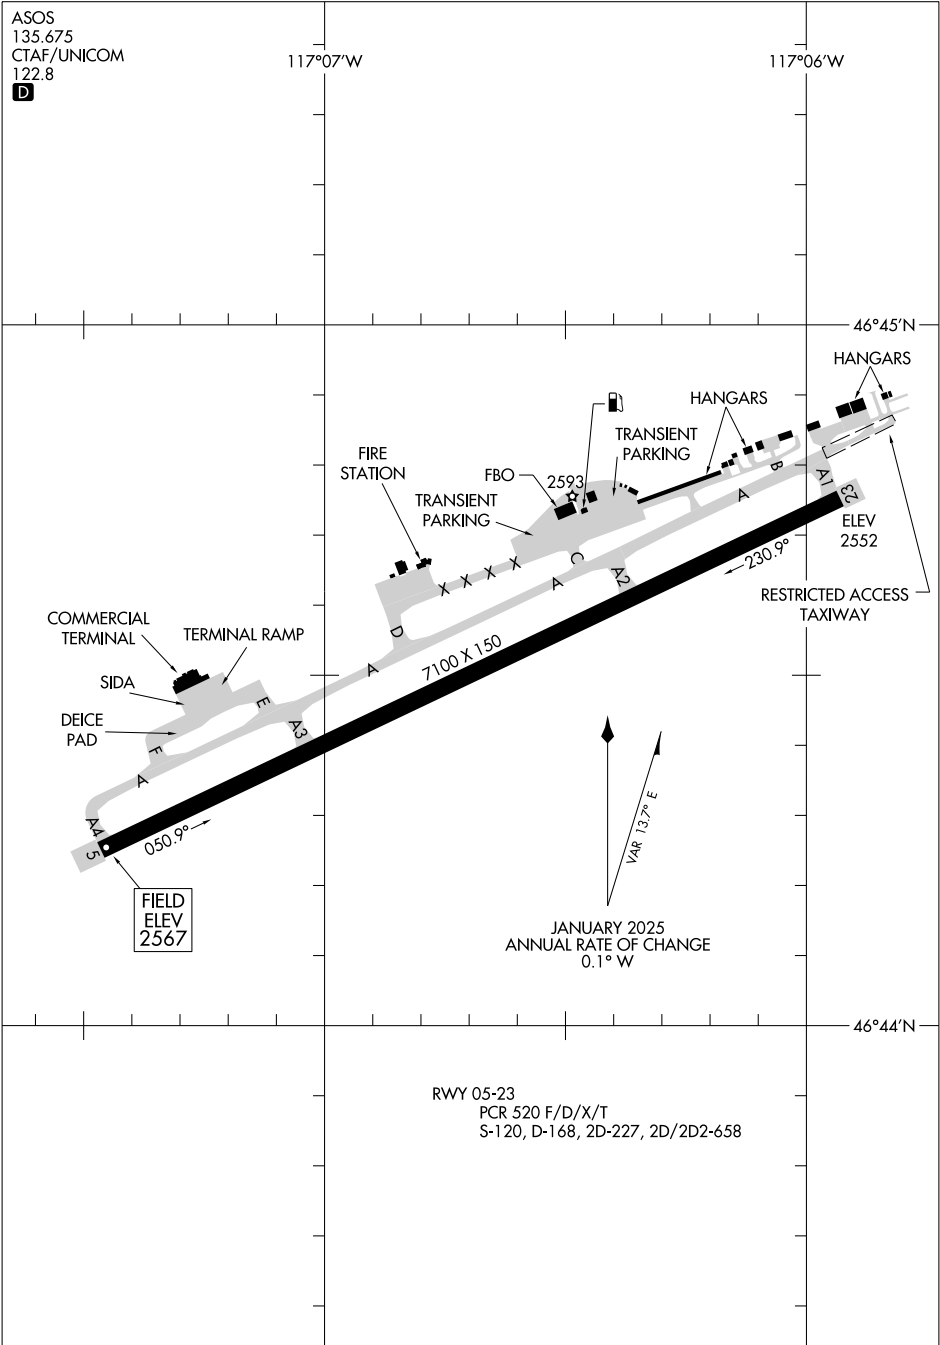 ASOS
135.675
CTAF/UNICOM
122.8
D
117°07'W
117°06'W
46°45'N
HANGARS
HANGARS
TRANSIENT
PARKING
FIRE
STATION
FBO
2593
TRANSIENT
PARKING
B
A1
A
23
ELEV
2552
X X X X
C
A
A2
230.9°
RESTRICTED ACCESS
TAXIWAY
COMMERCIAL
TERMINAL
TERMINAL RAMP
D
7100 X 150
A
SIDA
E
DEICE
PAD
A3
F
A
A4
5
050.9°
VAR 13.7° E
FIELD
ELEV
2567
JANUARY 2025
ANNUAL RATE OF CHANGE
0.1° W
46°44'N
RWY 05-23
PCR 520 F/D/X/T
S-120, D-168, 2D-227, 2D/2D2-658